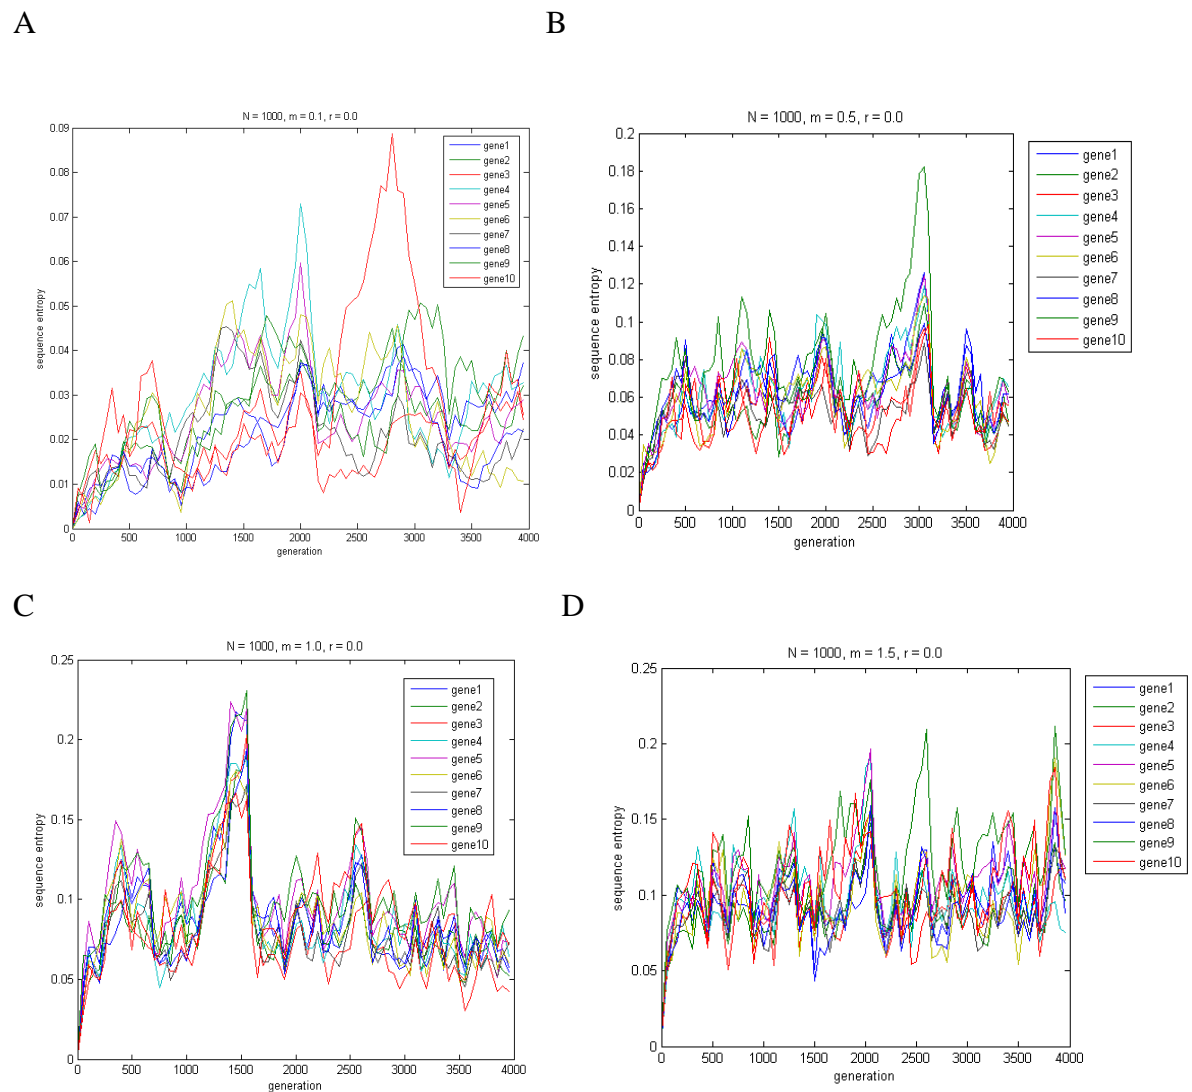 A
B
N = 1000, m = 0.1, r = 0.0
0.09
0.08
0.07
0.06
0.05
0.04
0.03
0.02
0.01
0
sequence entropy
0 500 1000 1500 2000 2500 3000 3500 4000
generation
gene1
gene2
gene3
gene4
gene5
gene6
gene7
gene8
gene9
gene10
N = 1000, m = 0.5, r = 0.0
0.2
0.18
0.16
0.14
0.12
0.1
0.08
0.06
0.04
0.02
0
sequence entropy
0 500 1000 1500 2000 2500 3000 3500 4000
generation
gene1
gene2
gene3
gene4
gene5
gene6
gene7
gene8
gene9
gene10
C
D
N = 1000, m = 1.0, r = 0.0
0.25
0.2
0.15
0.1
0.05
0
sequence entropy
0 500 1000 1500 2000 2500 3000 3500 4000
generation
gene1
gene2
gene3
gene4
gene5
gene6
gene7
gene8
gene9
gene10
N = 1000, m = 1.5, r = 0.0
0.25
0.2
0.15
0.1
0.05
0
sequence entropy
0 500 1000 1500 2000 2500 3000 3500 4000
generation
gene1
gene2
gene3
gene4
gene5
gene6
gene7
gene8
gene9
gene10